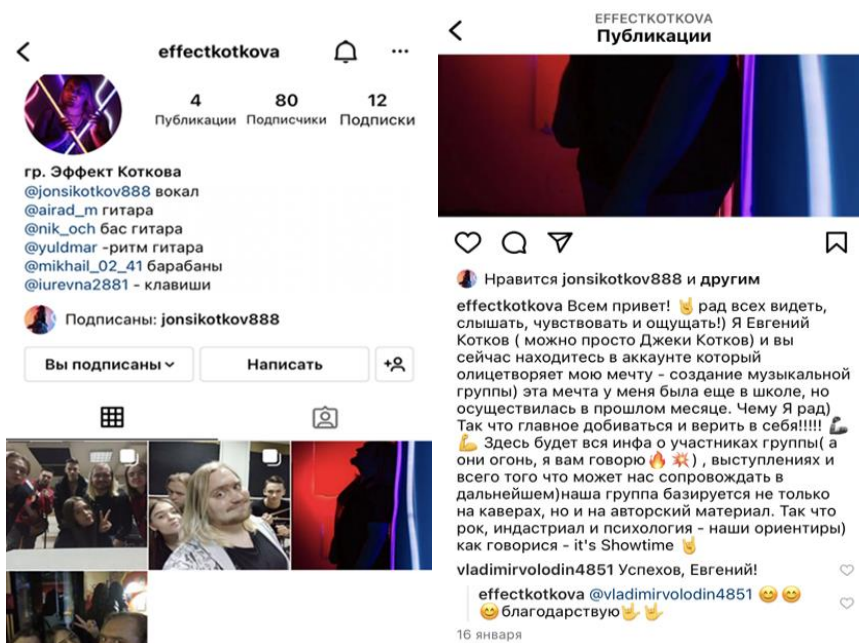 effectkotkova
4
80
12
Публикации
Подписчики
Подписки
гр. Эффект Коткова
@jonsikotkov888 вокал
@airad_m гитара
@nik_och бас гитара
@yuldmar -ритм гитара
@mikhail_02_41 барабаны
@iurevna2881 - клавиши
Подписаны: jonsikotkov888
Вы подписаны
Написать
EFFECTKOTKOVA
Публикации
Нравится jonsikotkov888 и другим
effectkotkova Всем привет! 🤘 рад всех видеть,
слышать, чувствовать и ощущать!) Я Евгений
Котков ( можно просто Джеки Котков) и вы
сейчас находитесь в аккаунте который
олицетворяет мою мечту - создание музыкальной
группы) эта мечта у меня была еще в школе, но
осуществилась в прошлом месяце. Чему Я рад)
Так что главное добиваться и верить в себя!!!!! 🦾
💪 Здесь будет вся инфа о участниках группы( а
они огонь, я вам говорю🔥 💥) , выступлениях и
всего того что может нас сопровождать в
дальнейшем)наша группа базируется не только
на каверах, но и на авторский материал. Так что
рок, индастриал и психология - наши ориентиры)
как говорися - it's Showtime 🤘
vladimirvolodin4851 Успехов, Евгений!
effectkotkova @vladimirvolodin4851 😊 😊
😊благодарствую🤟🤟
16 января